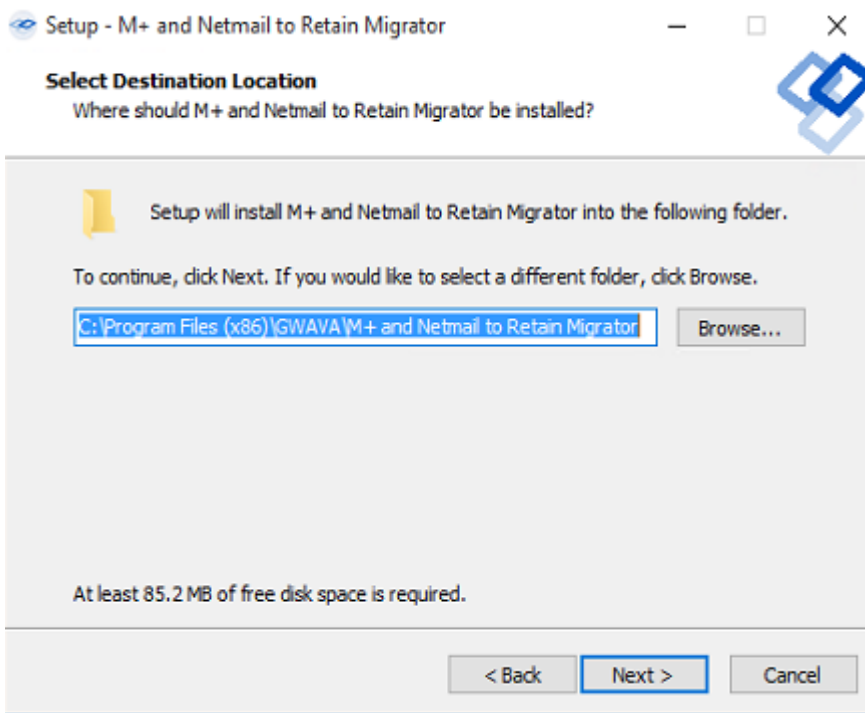 Setup - M+ and Netmail to Retain Migrator
Select Destination Location
Where should M+ and Netmail to Retain Migrator be installed?
Setup will install M+ and Netmail to Retain Migrator into the following folder.
To continue, click Next. If you would like to select a different folder, click Browse.
C:\Program Files (x86)\GWAVA\M+ and Netmail to Retain Migrator
Browse...
At least 85.2 MB of free disk space is required.
< Back
Next >
Cancel